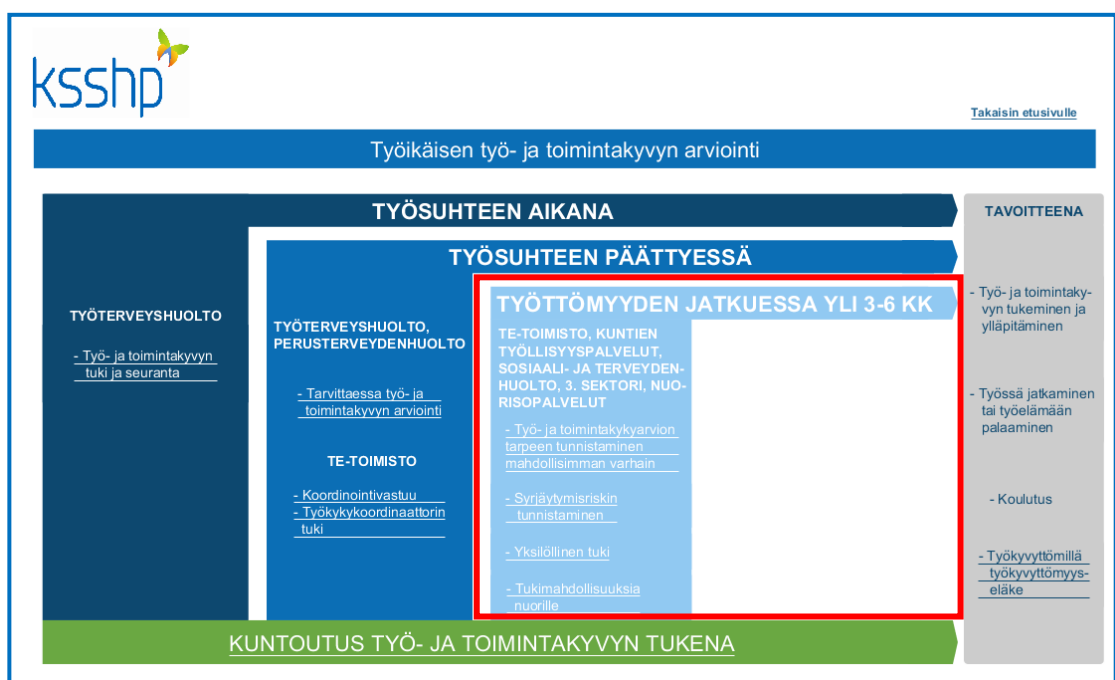 ksshp
Takaisin etusivulle
Työikäisen työ- ja toimintakyvyn arviointi
TYÖSUHTEEN AIKANA
TYÖTERVEYSHUOLTO
- Työ- ja toimintakyvyn
tuki ja seuranta
TYÖSUHTEEN PÄÄTTYESSÄ
TYÖTERVEYSHUOLTO,
PERUSTERVEYDENHUOLTO
- Tarvittaessa työ- ja
toimintakyvyn arviointi
TE-TOIMISTO
- Koordinointivastuu
- Työkykykoordinaattorin
tuki
TYÖTTÖMYYDEN JATKUESSA YLI 3-6 KK
TE-TOIMISTO, KUNTIEN
TYÖLLISYYSPALVELUT,
SOSIAALI- JA TERVEYDEN-
HUOLTO, 3. SEKTORI, NUO-
RISOPALVELUT
- Työ- ja toimintakykyarvion
tarpeen tunnistaminen
mahdollisimman varhain
- Syrjäytymisriskin
tunnistaminen
- Yksilöllinen tuki
- Tukimahdollisuuksia
nuorille
TAVOITTEENA
- Työ- ja toimintaky-
vyn tukeminen ja
ylläpitäminen
- Työssä jatkaminen
tai työelämään
palaaminen
- Koulutus
- Työkyvyttömillä
työkyvyttömyys-
eläke
KUNTOUTUS TYÖ- JA TOIMINTAKYVYN TUKENA